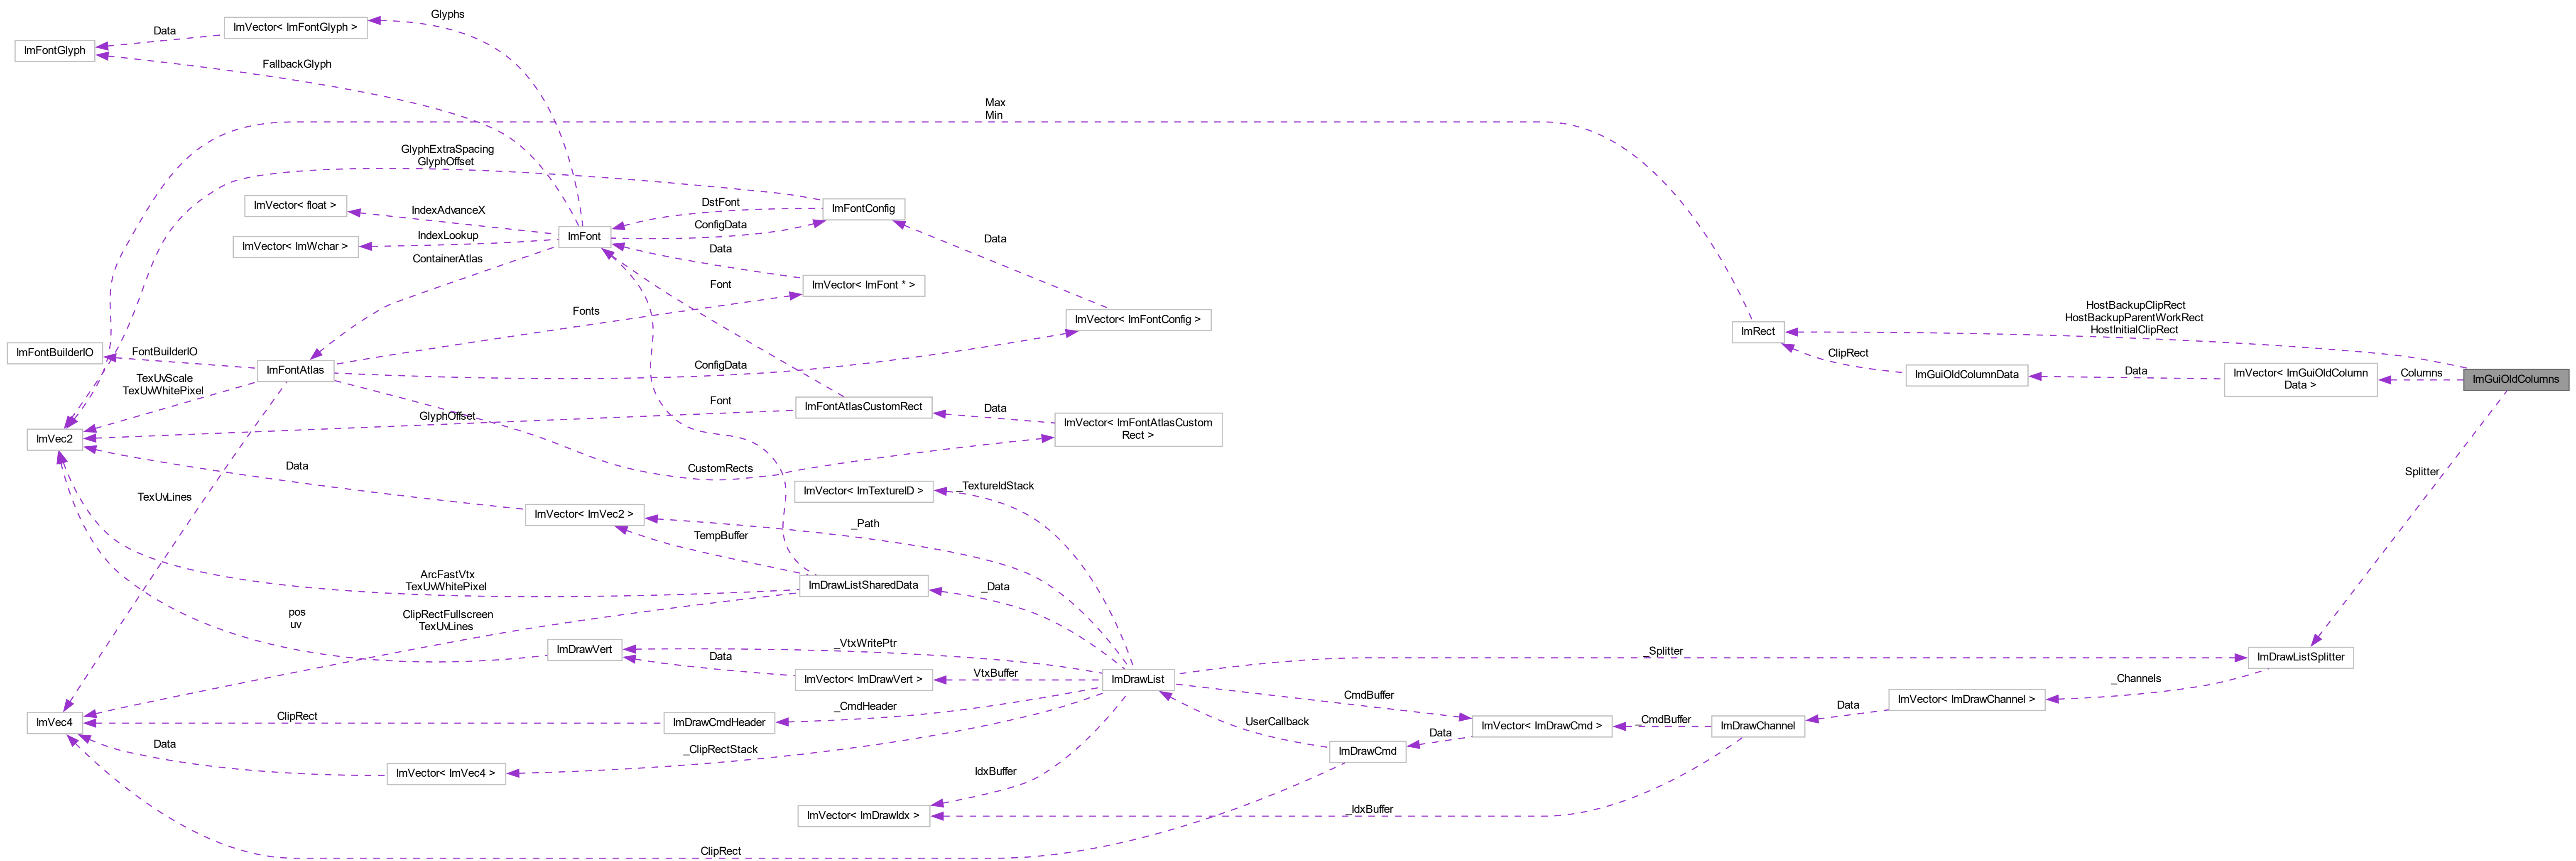 Glyphs
ImVector< ImFontGlyph >
Data
ImFontGlyph
FallbackGlyph
Max
Min
GlyphExtraSpacing
GlyphOffset
ImVector< float >
IndexAdvanceX
DstFont
ImFontConfig
ConfigData
ImFont
IndexLookup
ImVector< ImWchar >
Data
Data
ContainerAtlas
Font
ImVector< ImFont * >
Fonts
ImVector< ImFontConfig >
HostBackupClipRect
HostBackupParentWorkRect
HostInitialClipRect
ImRect
ImFontBuilderIO
FontBuilderIO
ClipRect
ImFontAtlas
ConfigData
TexUvScale
TexUvWhitePixel
ImGuiOldColumnData
Data
ImVector< ImGuiOldColumn
Data >
Columns
ImGuiOldColumns
Font
ImFontAtlasCustomRect
Data
GlyphOffset
ImVector< ImFontAtlasCustom
Rect >
ImVec2
Data
CustomRects
Splitter
TexUvLines
ImVector< ImTextureID >
_TextureIdStack
ImVector< ImVec2 >
_Path
TempBuffer
ArcFastVtx
TexUvWhitePixel
ImDrawListSharedData
_Data
pos
uv
ClipRectFullscreen
TexUvLines
_VtxWritePtr
ImDrawVert
Data
_Splitter
ImDrawListSplitter
ImVector< ImDrawVert >
VtxBuffer
ImDrawList
_Channels
CmdBuffer
ImVector< ImDrawChannel >
_CmdHeader
Data
ImVec4
ClipRect
ImDrawCmdHeader
UserCallback
ImVector< ImDrawCmd >
_CmdBuffer
ImDrawChannel
Data
Data
_ClipRectStack
ImDrawCmd
ImVector< ImVec4 >
IdxBuffer
ImVector< ImDrawIdx >
_IdxBuffer
ClipRect